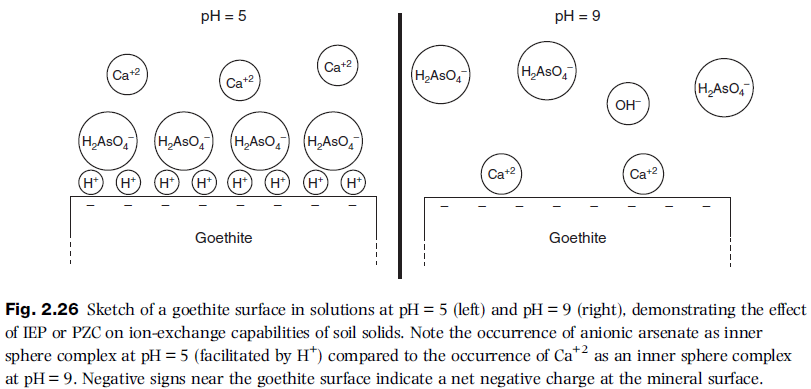 pH = 5
pH = 9
Ca+2
Ca+2
Ca+2
H2AsO4−
H2AsO4−
H2AsO4−
H2AsO4−
H+ H+ H+ H+ H+ H+ H+ H+
− − − − − − − −
Goethite
H2AsO4−
H2AsO4−
H2AsO4−
OH−
Ca+2
Ca+2
− − − − − − −
Goethite
Fig. 2.26 Sketch of a goethite surface in solutions at pH = 5 (left) and pH = 9 (right), demonstrating the effect
of IEP or PZC on ion-exchange capabilities of soil solids. Note the occurrence of anionic arsenate as inner
sphere complex at pH = 5 (facilitated by H+) compared to the occurrence of Ca+2 as an inner sphere complex
at pH = 9. Negative signs near the goethite surface indicate a net negative charge at the mineral surface.